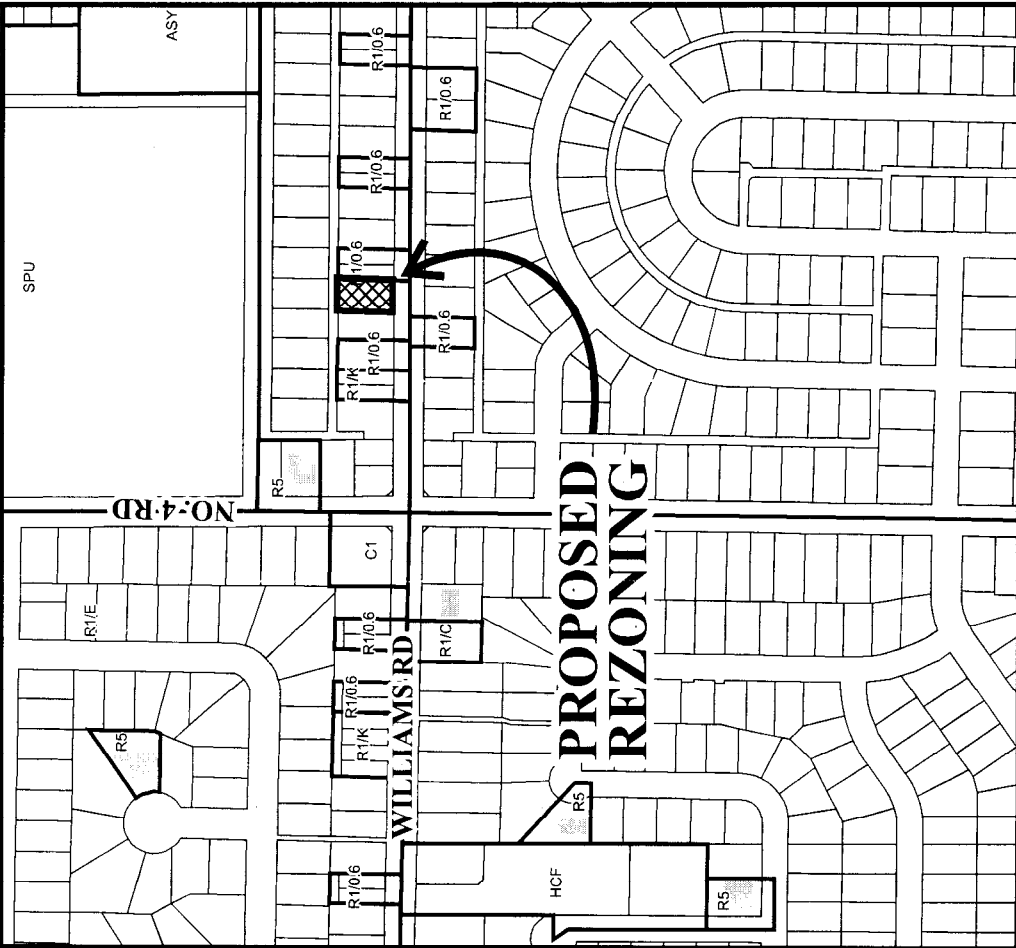 ASY
SPU
R1/0.6
R1/0.6
R1/0.6
1/0.6
R1/0.6
R1/0.6
R1/K
R5
NO. 4 RD
C1
R1/E
R1/0.6
R1/C
R1/0.6
R1/K
WILLIAMS RD
PROPOSED
REZONING
R5
R5
R1/0.6
HCF
R5